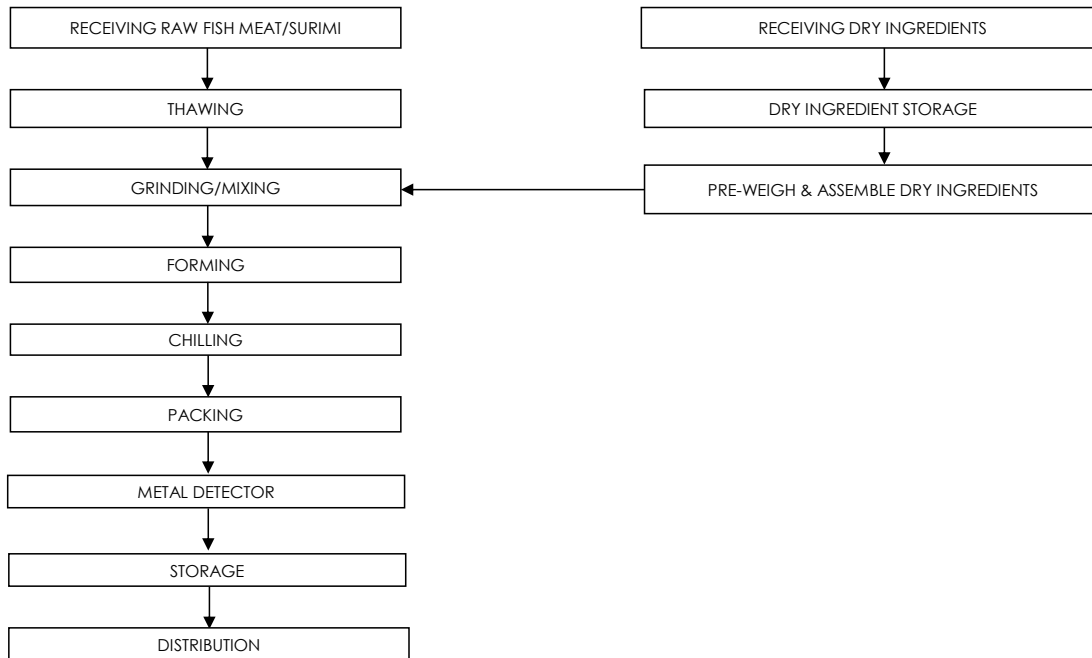 RECEIVING RAW FISH MEAT/SURIMI
THAWING
GRINDING/MIXING
FORMING
CHILLING
PACKING
METAL DETECTOR
STORAGE
DISTRIBUTION
RECEIVING DRY INGREDIENTS
DRY INGREDIENT STORAGE
PRE-WEIGH & ASSEMBLE DRY INGREDIENTS